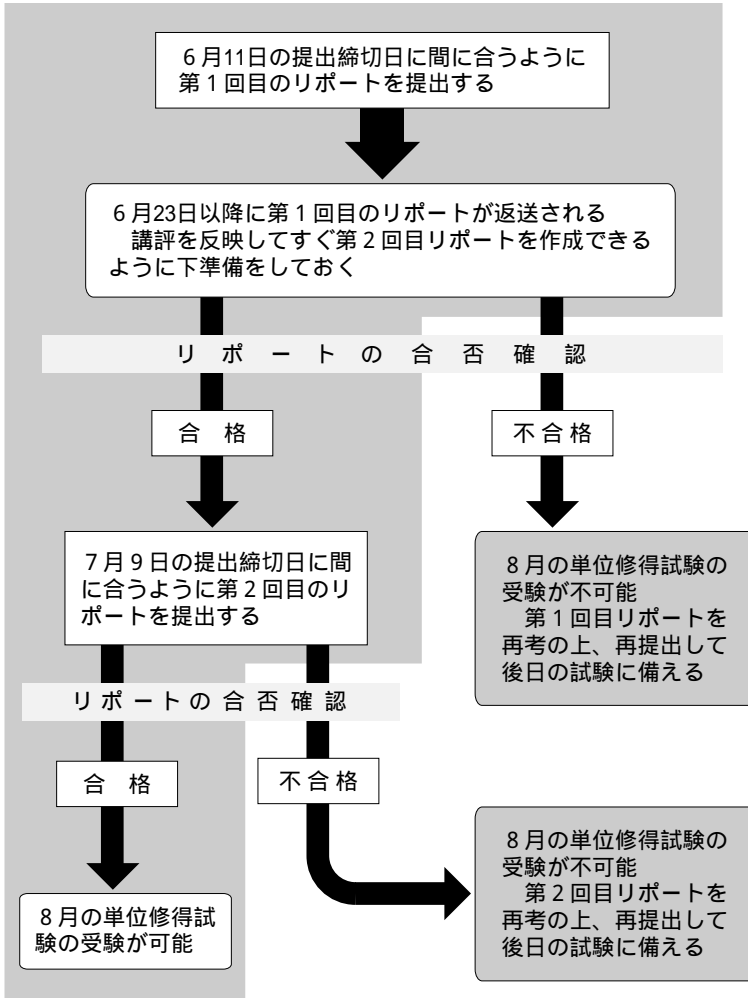 ６月11日の提出締切日に間に合うように
第１回目のリポートを提出する
６月23日以降に第１回目のリポートが返送される
　講評を反映してすぐ第２回目リポートを作成できる
ように下準備をしておく
リポートの合否確認
合　格
不合格
７月９日の提出締切日に間
に合うように第２回目のリ
ポートを提出する
８月の単位修得試験の
受験が不可能
　第１回目リポートを
再考の上、再提出して
後日の試験に備える
リポートの合否確認
合　格
不合格
８月の単位修得試
験の受験が可能
８月の単位修得試験の
受験が不可能
　第２回目リポートを
再考の上、再提出して
後日の試験に備える